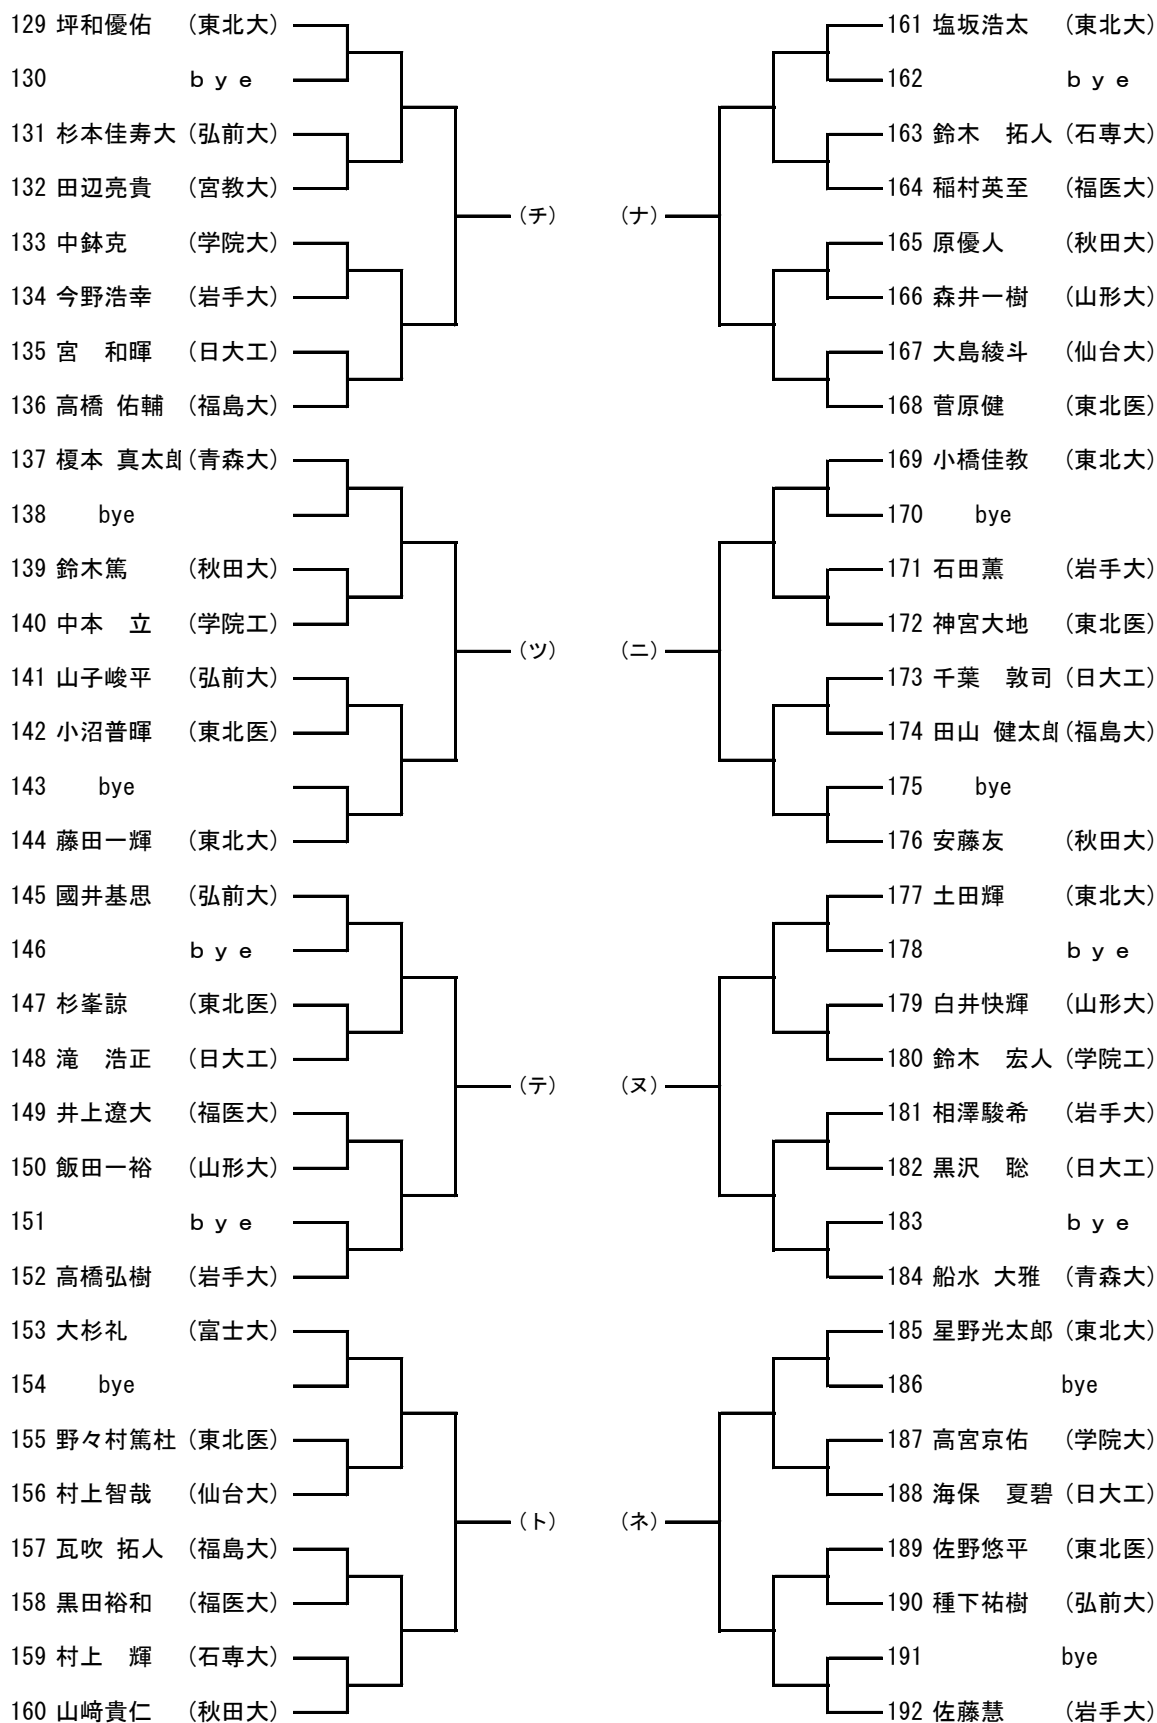 129 坪和優佑 (東北大)
130 ｂｙｅ
131 杉本佳寿大 (弘前大)
132 田辺亮貴 (宮教大)
133 中鉢克 (学院大)
134 今野浩幸 (岩手大)
135 宮　和暉 (日大工)
136 高橋 佑輔 (福島大)
(チ)
137 榎本 真太郎 (青森大)
138 bye
139 鈴木篤 (秋田大)
140 中本　立 (学院工)
141 山子峻平 (弘前大)
142 小沼普暉 (東北医)
143 bye
144 藤田一輝 (東北大)
(ツ)
145 國井基思 (弘前大)
146 ｂｙｅ
147 杉峯諒 (東北医)
148 滝　浩正 (日大工)
149 井上遼大 (福医大)
150 飯田一裕 (山形大)
151 ｂｙｅ
152 高橋弘樹 (岩手大)
(テ)
153 大杉礼 (富士大)
154 bye
155 野々村篤杜 (東北医)
156 村上智哉 (仙台大)
157 瓦吹 拓人 (福島大)
158 黒田裕和 (福医大)
159 村上　輝 (石専大)
160 山﨑貴仁 (秋田大)
(ト)
161 塩坂浩太 (東北大)
162 ｂｙｅ
163 鈴木　拓人 (石専大)
164 稲村英至 (福医大)
165 原優人 (秋田大)
166 森井一樹 (山形大)
167 大島綾斗 (仙台大)
168 菅原健 (東北医)
(ナ)
169 小橋佳教 (東北大)
170 bye
171 石田薫 (岩手大)
172 神宮大地 (東北医)
173 千葉　敦司 (日大工)
174 田山 健太郎 (福島大)
175 bye
176 安藤友 (秋田大)
(ニ)
177 土田輝 (東北大)
178 ｂｙｅ
179 白井快輝 (山形大)
180 鈴木　宏人 (学院工)
181 相澤駿希 (岩手大)
182 黒沢　聡 (日大工)
183 ｂｙｅ
184 船水 大雅 (青森大)
(ヌ)
185 星野光太郎 (東北大)
186 bye
187 高宮京佑 (学院大)
188 海保　夏碧 (日大工)
189 佐野悠平 (東北医)
190 種下祐樹 (弘前大)
191 bye
192 佐藤慧 (岩手大)
(ネ)